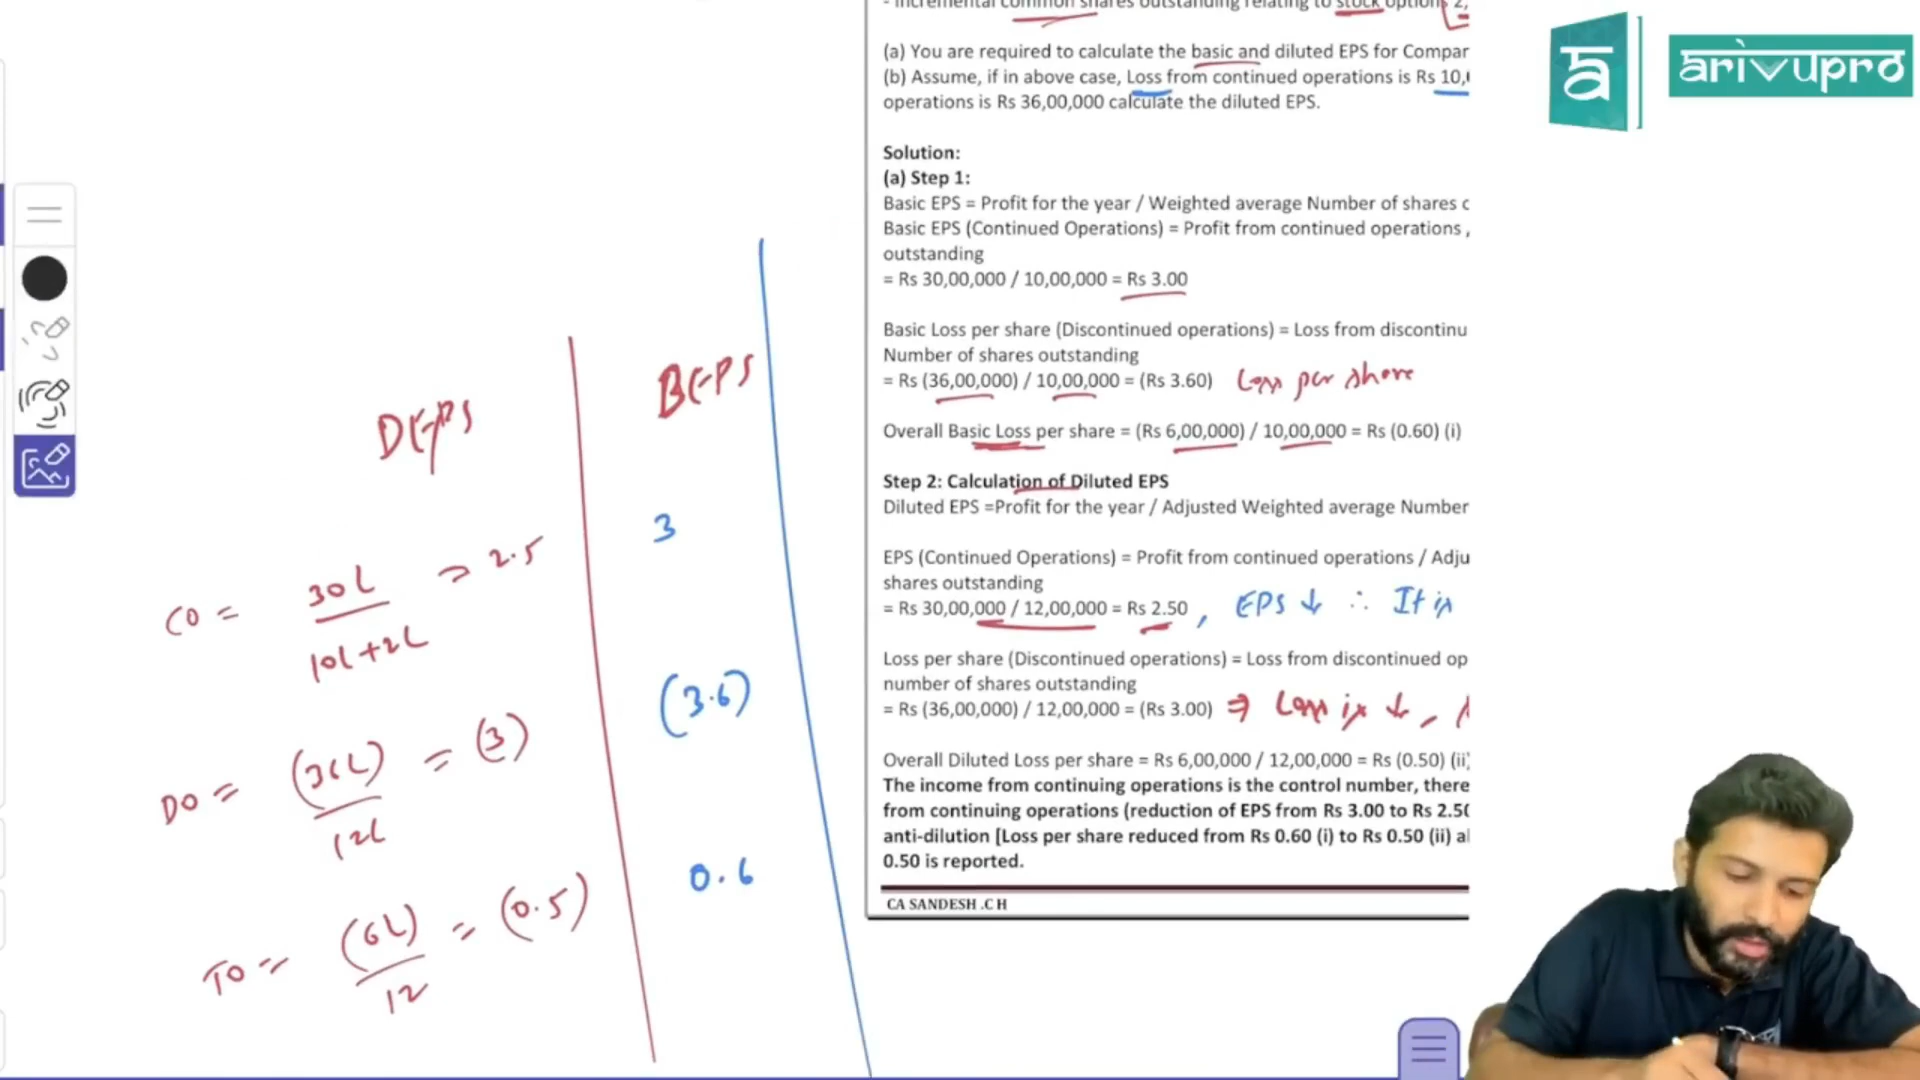 - Incremental common shares outstanding relating to stock options 2,
(a) You are required to calculate the basic and diluted EPS for Compar
(b) Assume, if in above case, Loss from continued operations is Rs 10,
operations is Rs 36,00,000 calculate the diluted EPS.
Solution:
(a) Step 1:
Basic EPS = Profit for the year / Weighted average Number of shares c
Basic EPS (Continued Operations) = Profit from continued operations
outstanding
= Rs 30,00,000 / 10,00,000 = Rs 3.00
Basic Loss per share (Discontinued operations) = Loss from discontinu
Number of shares outstanding
= Rs (36,00,000) / 10,00,000 = (Rs 3.60) Loss per share
Overall Basic Loss per share = (Rs 6,00,000) / 10,00,000 = Rs (0.60) (i)
Step 2: Calculation of Diluted EPS
Diluted EPS =Profit for the year / Adjusted Weighted average Number
EPS (Continued Operations) = Profit from continued operations / Adju
shares outstanding
= Rs 30,00,000 / 12,00,000 = Rs 2.50 , EPS ↓ ∴ It is
Loss per share (Discontinued operations) = Loss from discontinued op
number of shares outstanding
= Rs (36,00,000) / 12,00,000 = (Rs 3.00) ⇒ Loss is ↓,
Overall Diluted Loss per share = Rs 6,00,000 / 12,00,000 = Rs (0.50) (ii)
The income from continuing operations is the control number, there
from continuing operations (reduction of EPS from Rs 3.00 to Rs 2.50
anti-dilution [Loss per share reduced from Rs 0.60 (i) to Rs 0.50 (ii) al
0.50 is reported.
CA SANDESH .C H
DEPS BEPS
CO = 30L / 10L+2L = 2.5 3
DO = (36L) / 12L = (3) (3.6)
TO = (6L) / 12 = (0.5) 0.6
arivupro